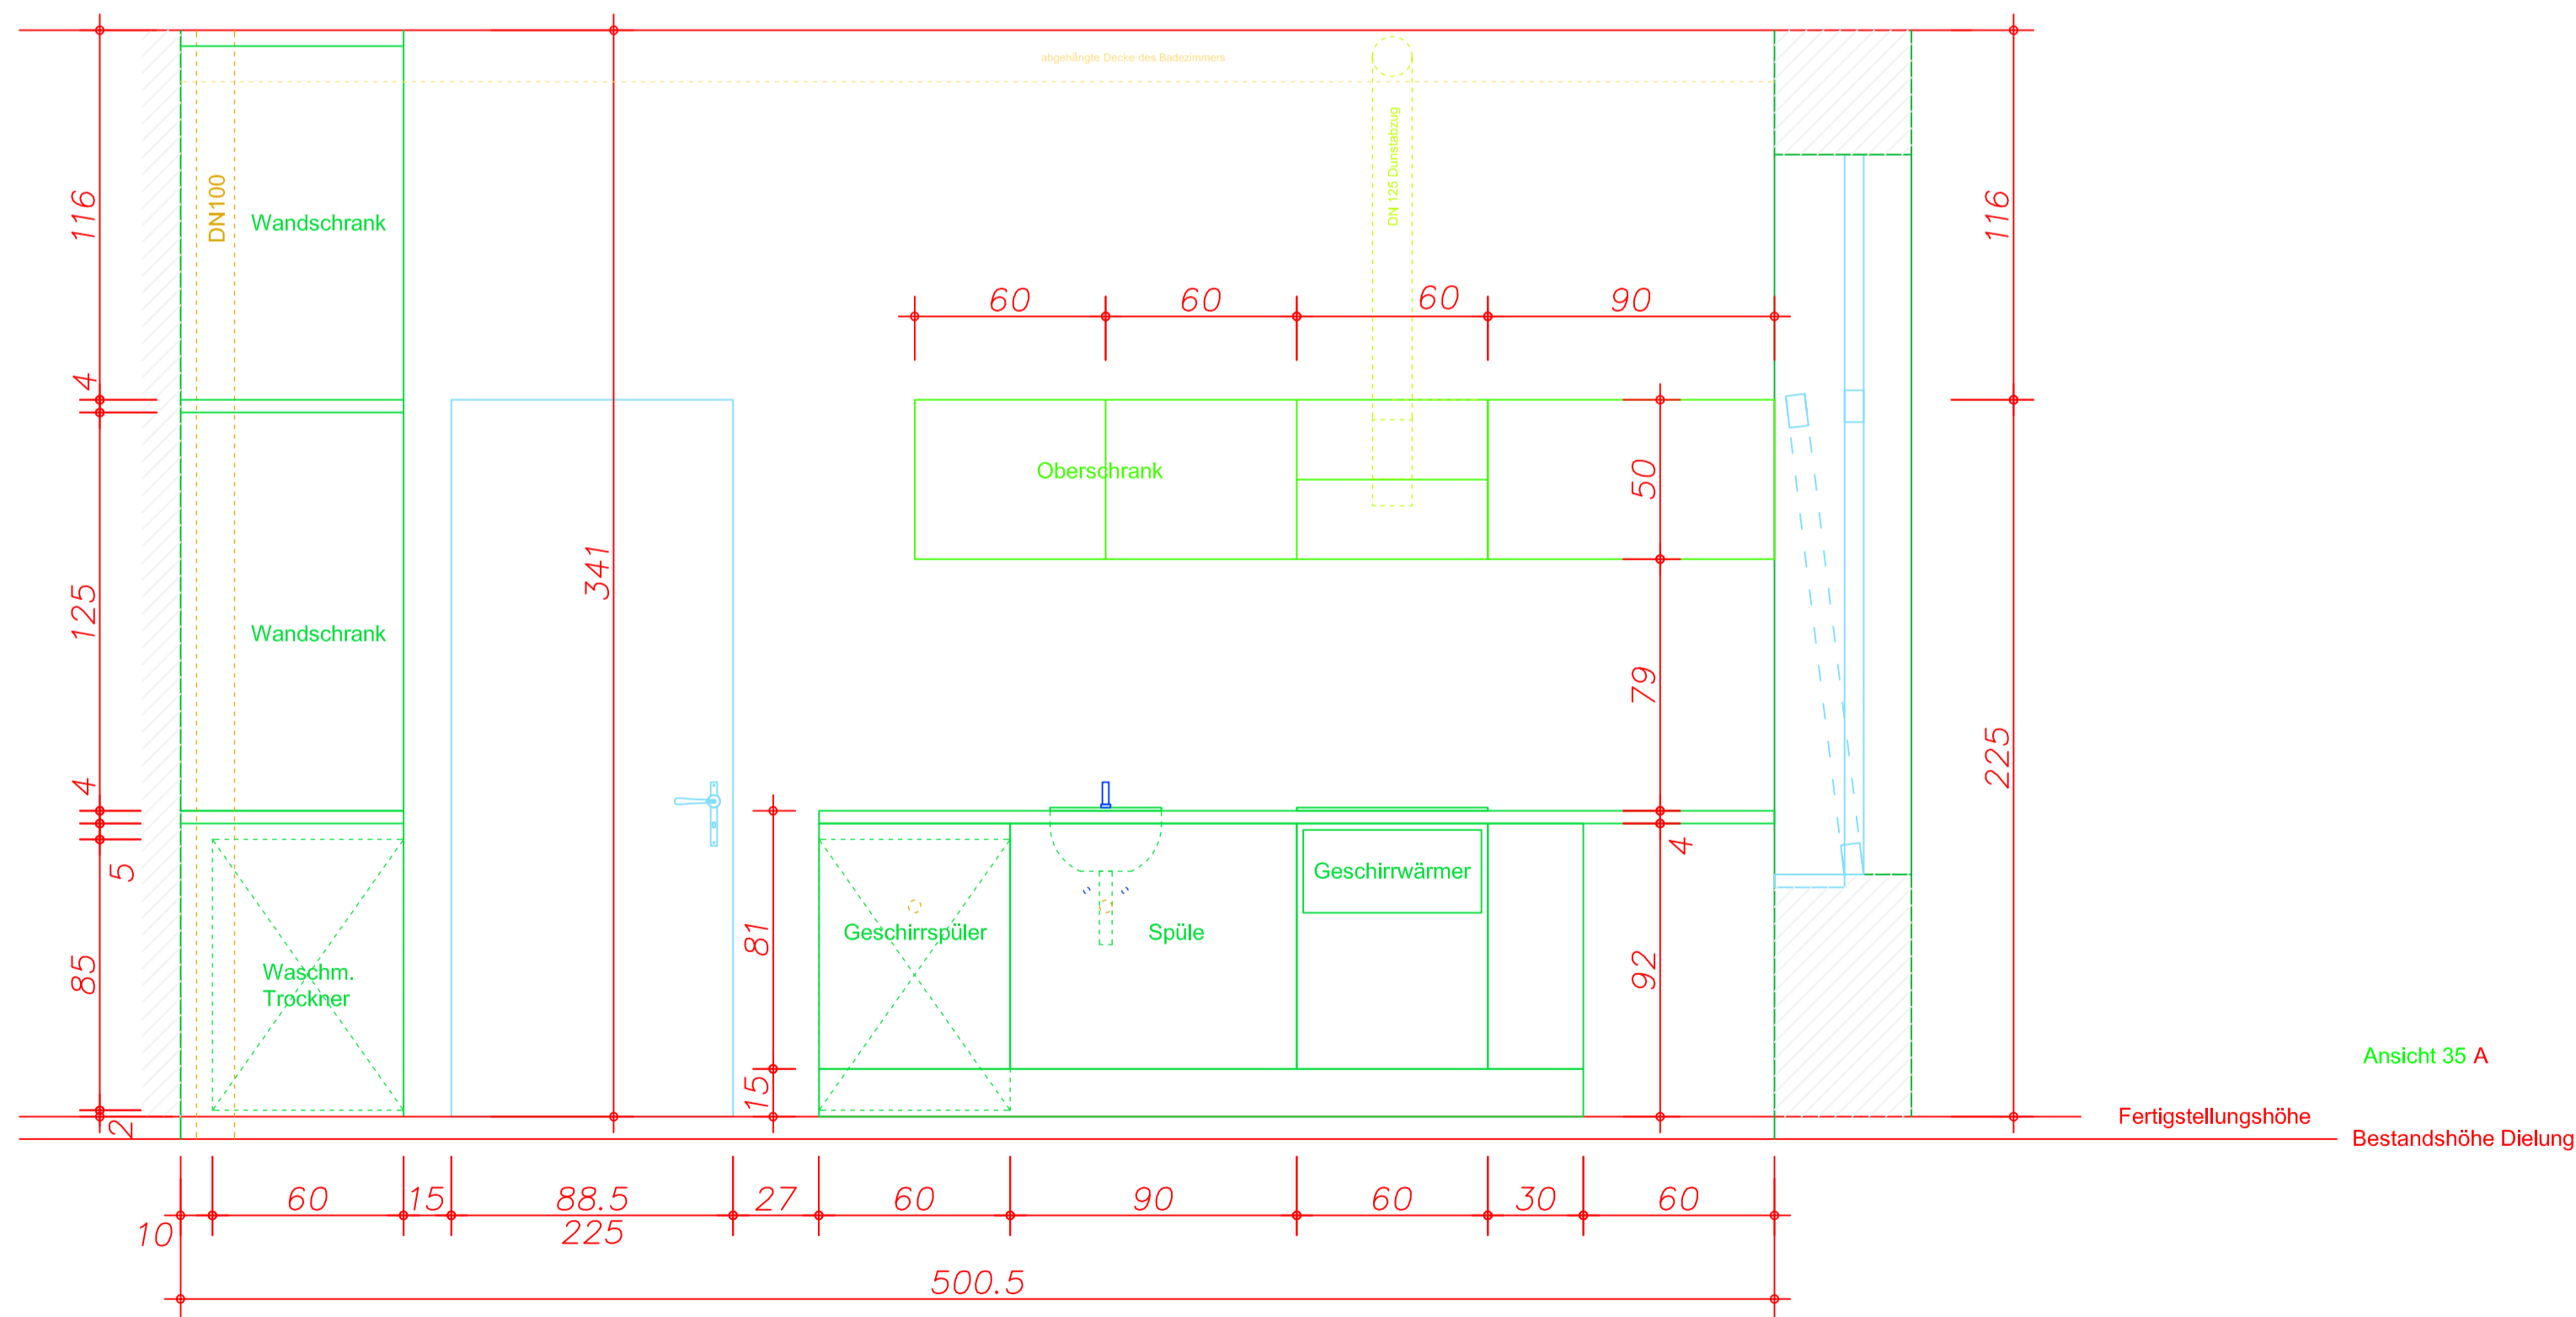 abgehängte Decke des Badezimmers
DN 125 Dunstabzug
DN100
Wandschrank
116
116
60
60
60
90
4
Oberschrank
50
341
125
Wandschrank
79
225
4
4
5
Geschirrwärmer
81
Geschirrspüler
Spüle
85
Waschm.
Trockner
92
15
2
Ansicht 35 A
Fertigstellungshöhe
Bestandshöhe Dielung
10
60
15
88.5
225
27
60
90
60
30
60
500.5